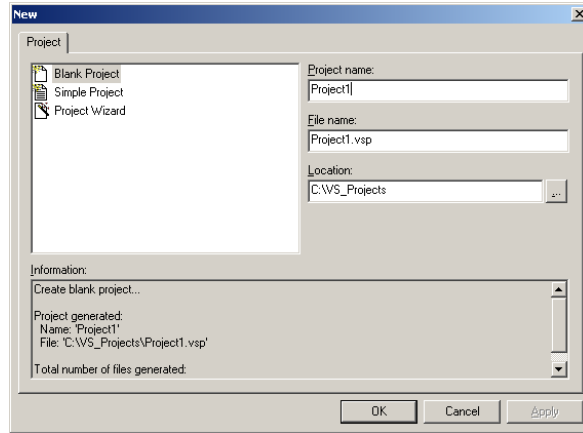 New
Project
Blank Project
Simple Project
Project Wizard
Project name:
Project1
File name:
Project1.vsp
Location:
C:\VS_Projects
...
Information:
Create blank project...
Project generated:
Name: 'Project1'
File: 'C:\VS_Projects\Project1.vsp'
Total number of files generated:
OK
Cancel
Apply